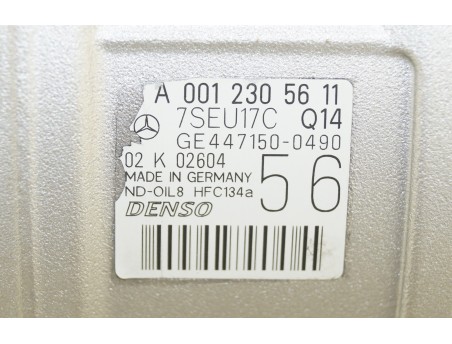 A 001 230 56 11
7SEU17C Q14
GE447150-0490
02 K 02604
MADE IN GERMANY
ND-OIL8 HFC134a
56
DENSO